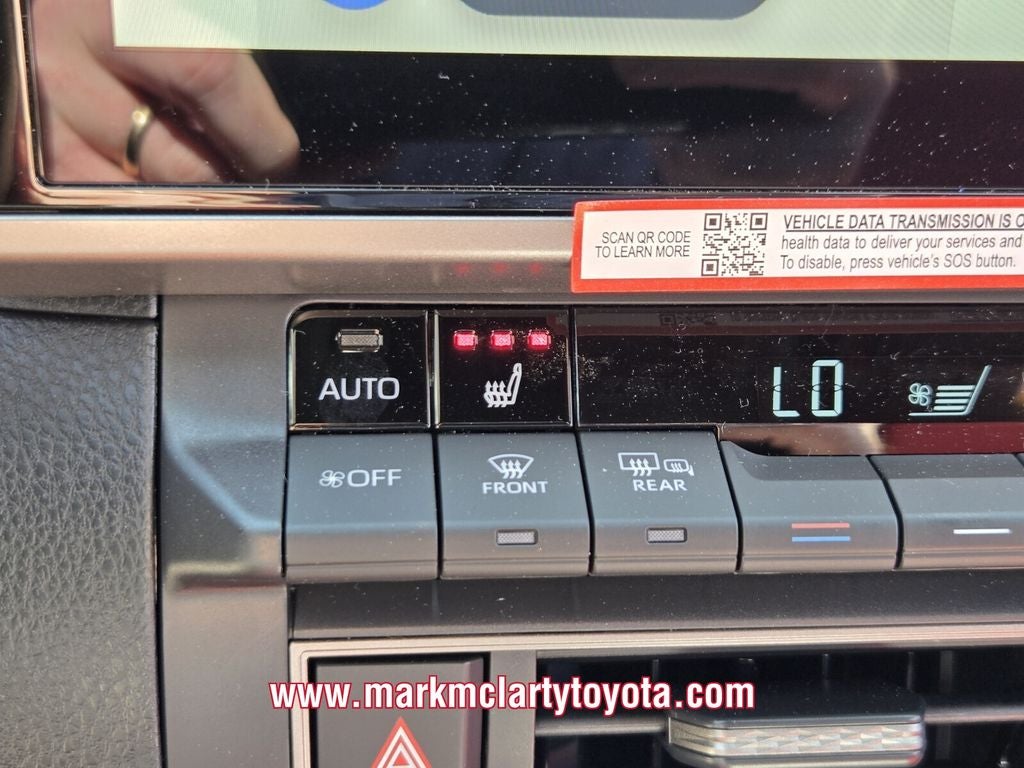 SCAN QR CODE
TO LEARN MORE
VEHICLE DATA TRANSMISSION IS
health data to deliver your services and
To disable, press vehicle's SOS button.
AUTO
LO
OFF
FRONT
REAR
www.markmclartytoyota.com